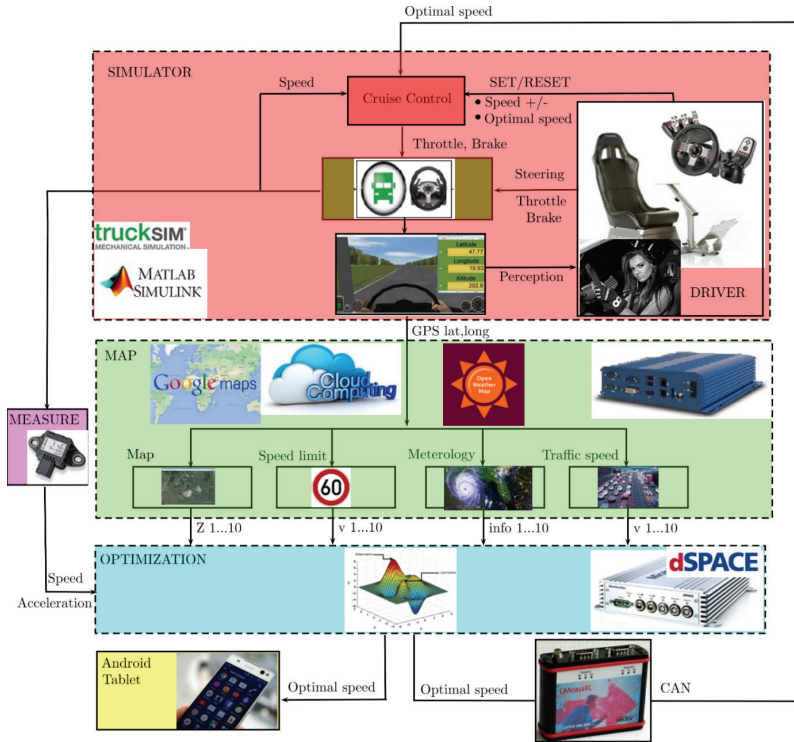 Optimal speed
SIMULATOR
Speed
SET/RESET
Cruise Control
• Speed +/-
• Optimal speed
Throttle, Brake
Steering
Throttle
Brake
truckSIM
MECHANICAL SIMULATION
MATLAB
SIMULINK
Latitude
47.77
Longitude
19.93
Altitude
202.8
Perception
DRIVER
GPS lat,long
MAP
Google maps
Cloud
Computing
Open
Weather
Map
MEASURE
Map
Speed limit
Meterology
Traffic speed
60
Z 1...10
v 1...10
info 1...10
v 1...10
OPTIMIZATION
dSPACE
Speed
Acceleration
Android
Tablet
Optimal speed
Optimal speed
CANcaseXL
vector
CAN